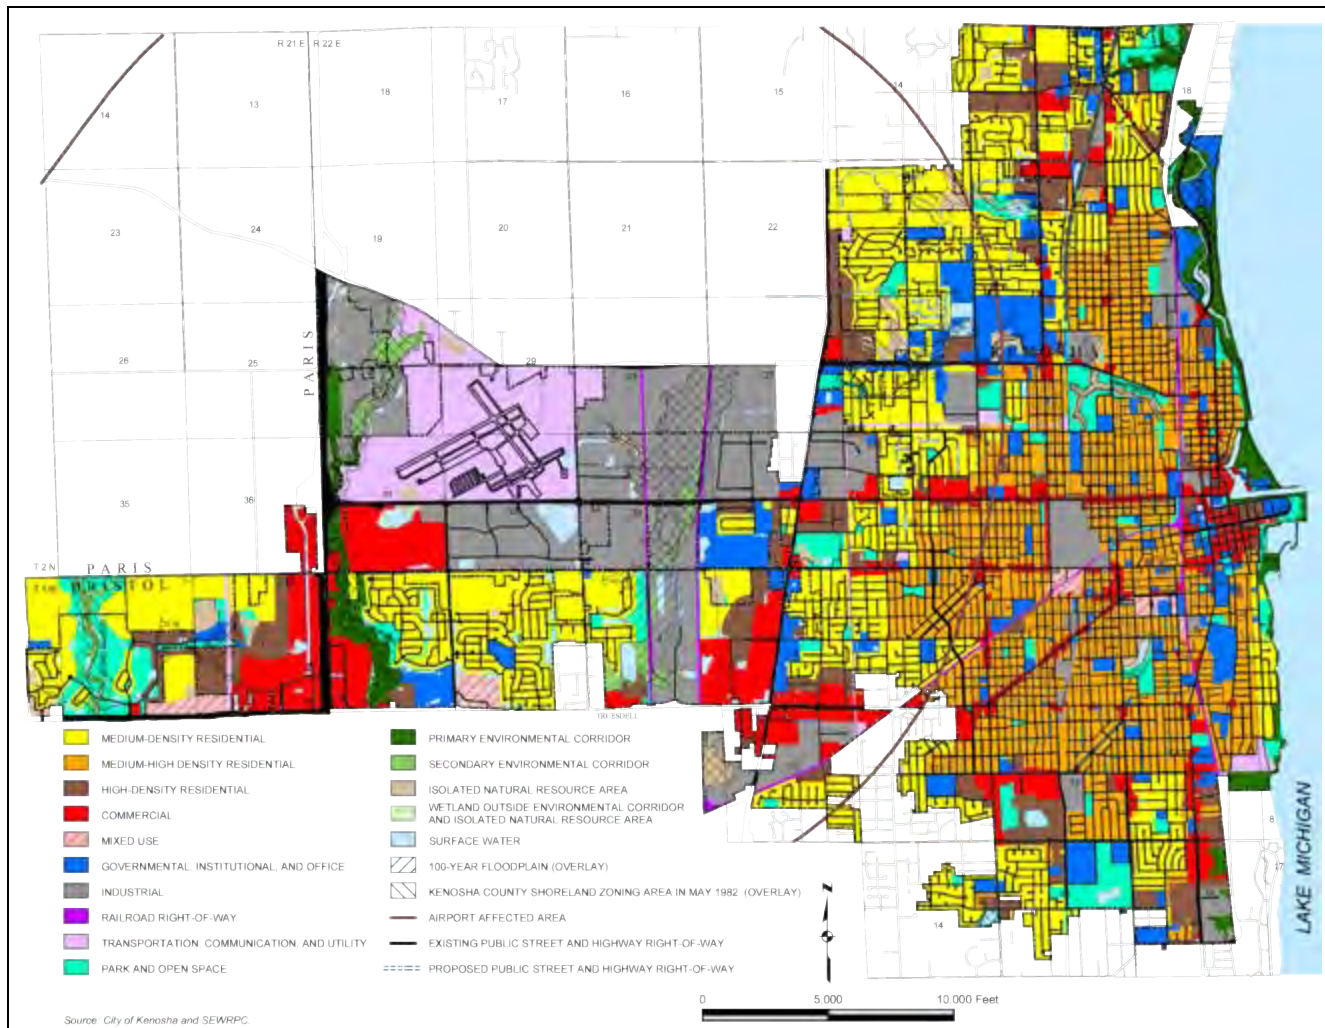 R 21 E R 22 E
14
13
18
17
16
15
14
18
23
24
19
20
21
22
PARIS
26
25
29
35
36
T 2 N
PARIS
BRISTOL
TRUESDELL
MEDIUM-DENSITY RESIDENTIAL
MEDIUM-HIGH DENSITY RESIDENTIAL
HIGH-DENSITY RESIDENTIAL
COMMERCIAL
MIXED USE
GOVERNMENTAL, INSTITUTIONAL, AND OFFICE
INDUSTRIAL
RAILROAD RIGHT-OF-WAY
TRANSPORTATION, COMMUNICATION, AND UTILITY
PARK AND OPEN SPACE
PRIMARY ENVIRONMENTAL CORRIDOR
SECONDARY ENVIRONMENTAL CORRIDOR
ISOLATED NATURAL RESOURCE AREA
WETLAND OUTSIDE ENVIRONMENTAL CORRIDOR
AND ISOLATED NATURAL RESOURCE AREA
SURFACE WATER
100-YEAR FLOODPLAIN (OVERLAY)
KENOSHA COUNTY SHORELAND ZONING AREA IN MAY 1982 (OVERLAY)
AIRPORT AFFECTED AREA
EXISTING PUBLIC STREET AND HIGHWAY RIGHT-OF-WAY
PROPOSED PUBLIC STREET AND HIGHWAY RIGHT-OF-WAY
8
17
14
LAKE MICHIGAN
N
0 5,000 10,000 Feet
Source: City of Kenosha and SEWRPC.